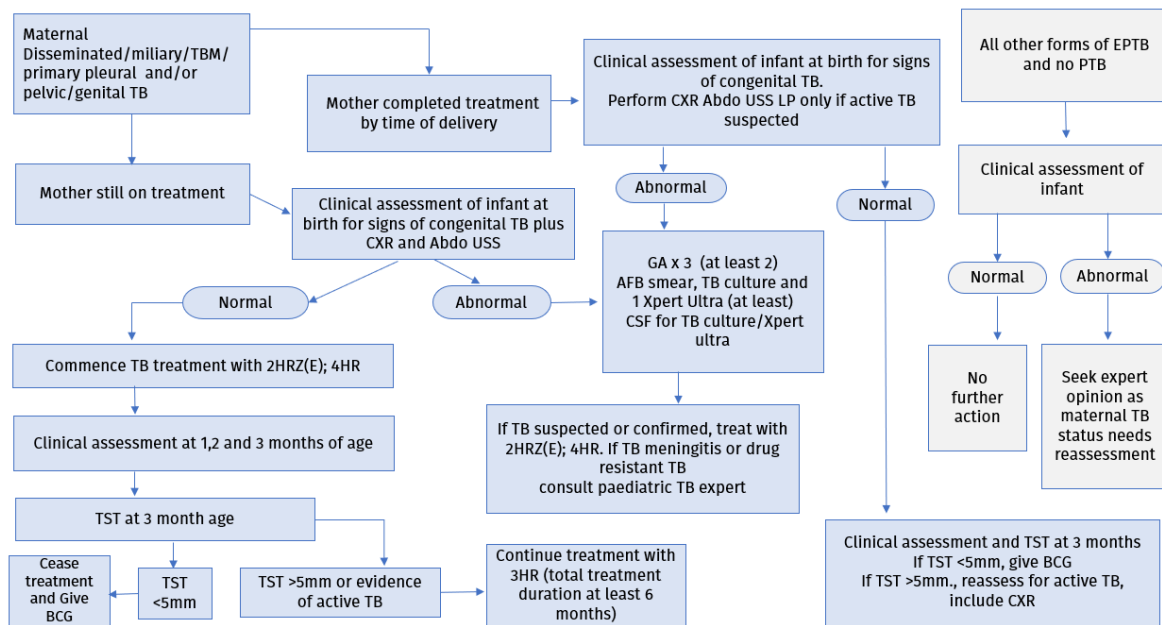 Maternal
Disseminated/miliary/TBM/
primary pleural and/or
pelvic/genital TB
Mother completed treatment
by time of delivery
Clinical assessment of infant at birth for signs
of congenital TB.
Perform CXR Abdo USS LP only if active TB
suspected
All other forms of EPTB
and no PTB
Mother still on treatment
Clinical assessment of infant at
birth for signs of congenital TB plus
CXR and Abdo USS
Abnormal
Normal
Clinical assessment of
infant
Normal
Abnormal
GA x 3 (at least 2)
AFB smear, TB culture and
1 Xpert Ultra (at least)
CSF for TB culture/Xpert
ultra
Normal
Abnormal
Commence TB treatment with 2HRZ(E); 4HR
No
further
action
Seek expert
opinion as
maternal TB
status needs
reassessment
Clinical assessment at 1,2 and 3 months of age
If TB suspected or confirmed, treat with
2HRZ(E); 4HR. If TB meningitis or drug
resistant TB
consult paediatric TB expert
TST at 3 month age
Cease
treatment
and Give
BCG
TST
<5mm
TST >5mm or evidence
of active TB
Continue treatment with
3HR (total treatment
duration at least 6
months)
Clinical assessment and TST at 3 months
If TST <5mm, give BCG
If TST >5mm., reassess for active TB,
include CXR